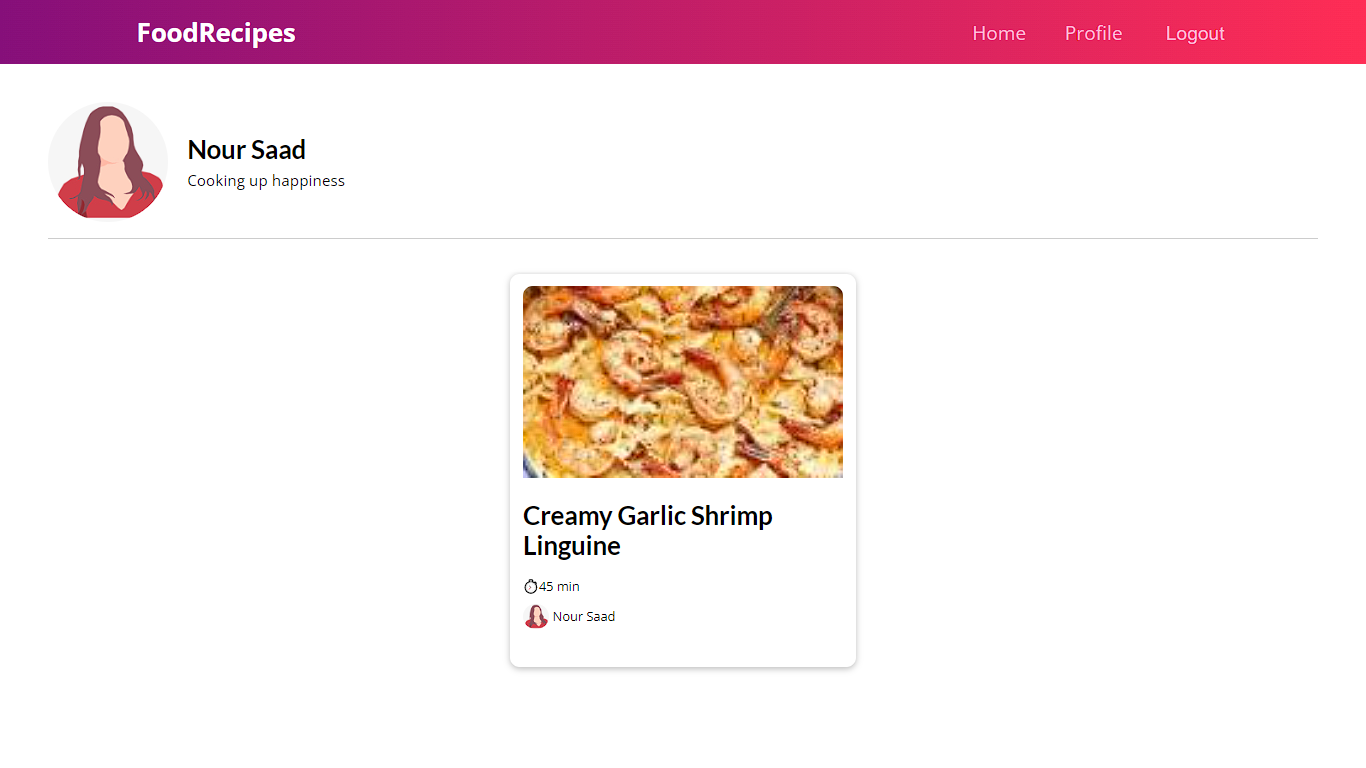 FoodRecipes
Home Profile Logout
Nour Saad
Cooking up happiness
Creamy Garlic Shrimp
Linguine
45 min
Nour Saad